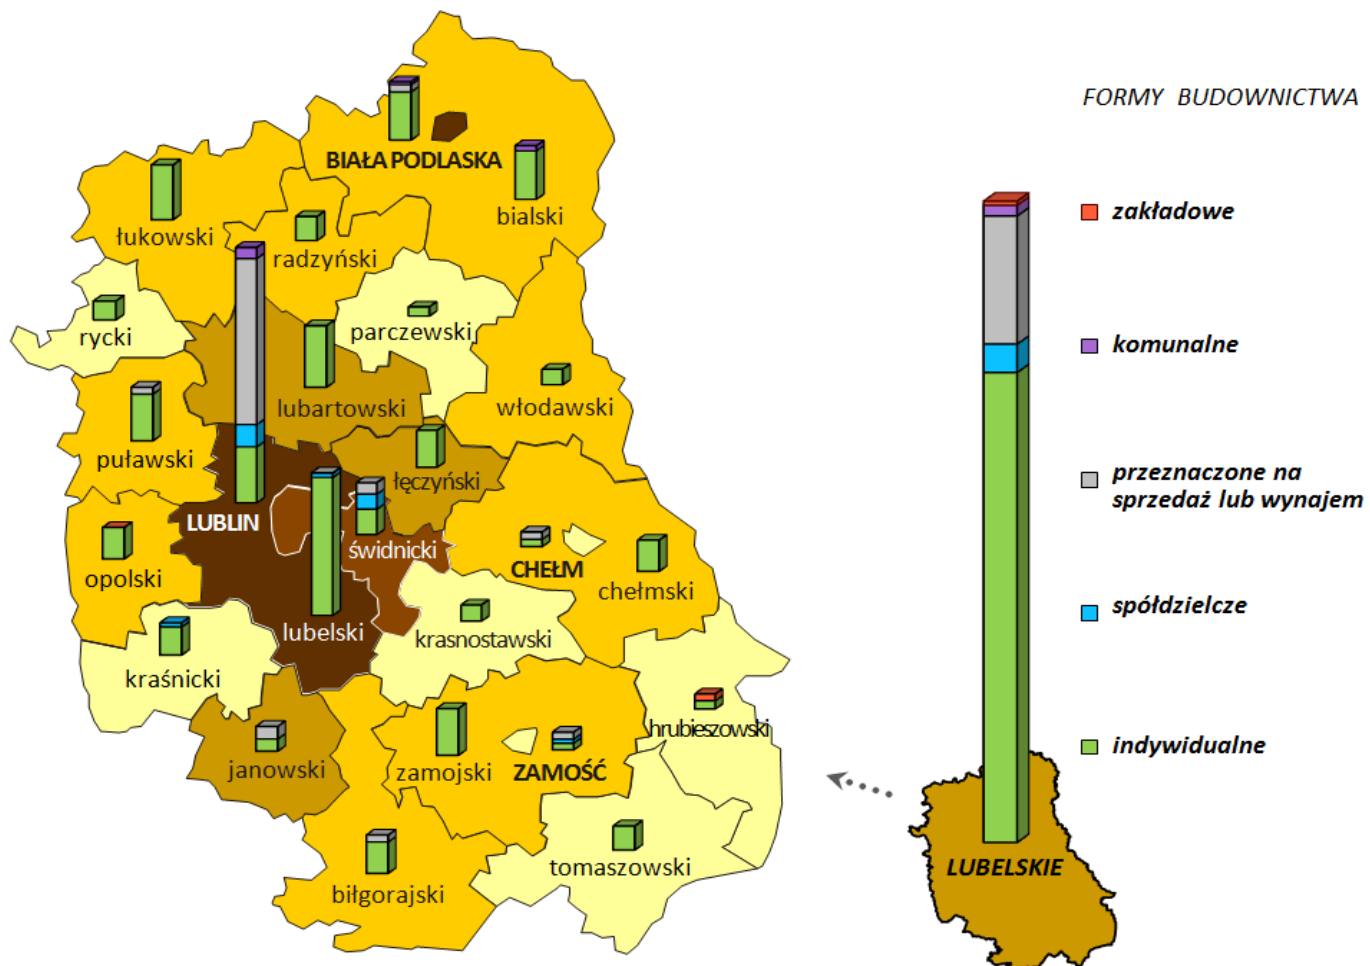 FORMY BUDOWNICTWA
BIAŁA PODLASKA
bialski
łukowski
radzyński
zakładowe
rycki
parczewski
komunalne
lubartowski
włodawski
puławski
łęczyński
przeznaczone na
sprzedaż lub wynajem
LUBLIN
świdnicki
opolski
CHEŁM
chełmski
lubelski
krasnostawski
spółdzielcze
kraśnicki
hrubieszowski
janowski
zamojski
ZAMOŚĆ
indywidualne
tomaszowski
biłgorajski
LUBELSKIE